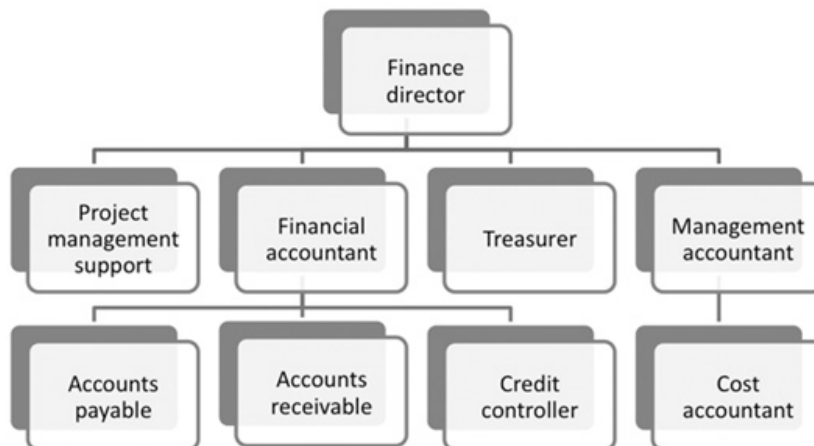 Finance
director
Project
management
support
Financial
accountant
Treasurer
Management
accountant
Accounts
payable
Accounts
receivable
Credit
controller
Cost
accountant